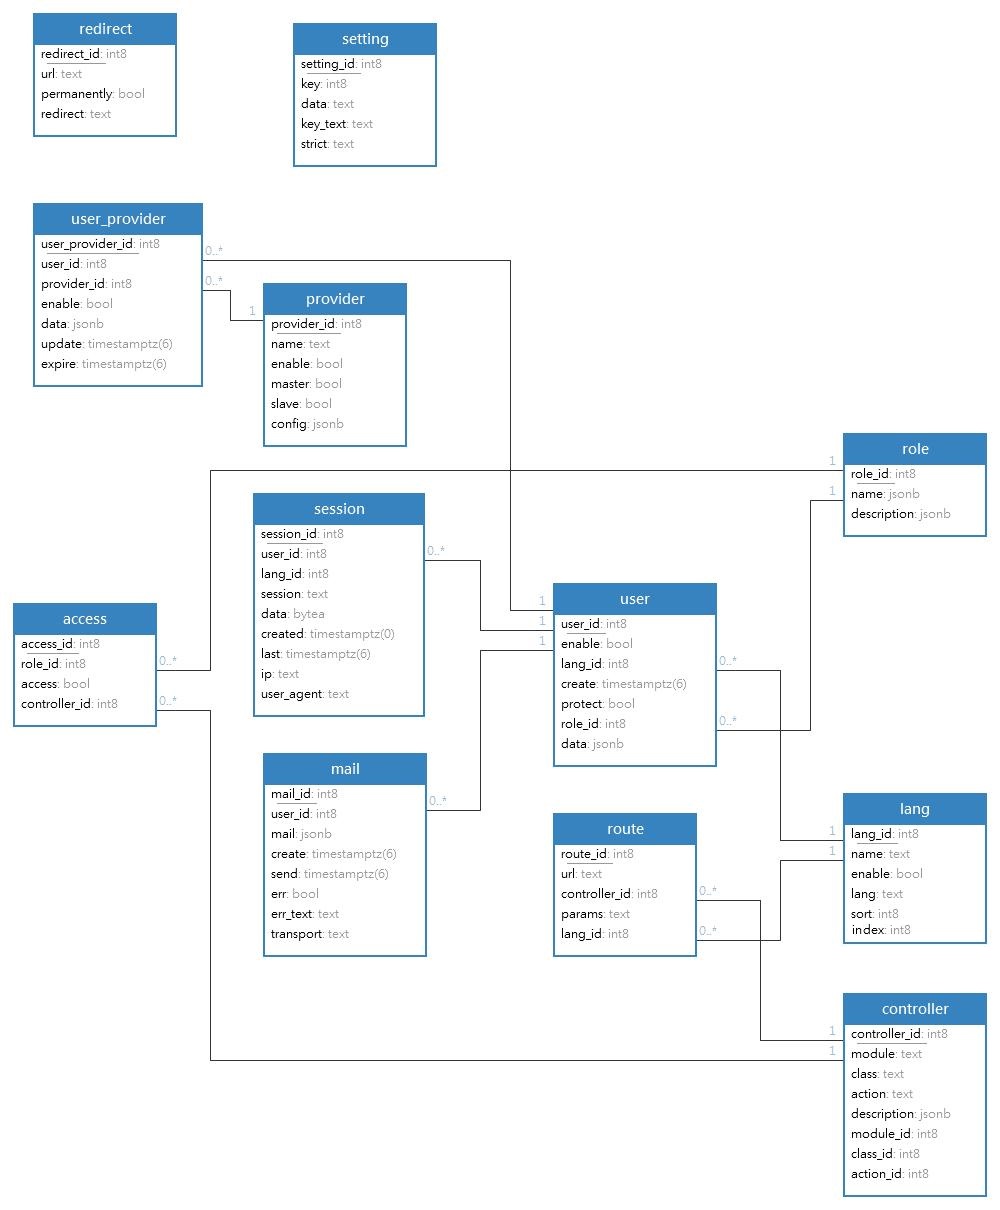 redirect
redirect_id: int8
url: text
permanently: bool
redirect: text
setting
setting_id: int8
key: int8
data: text
key_text: text
strict: text
user_provider
user_provider_id: int8
user_id: int8
provider_id: int8
enable: bool
data: jsonb
update: timestamptz(6)
expire: timestamptz(6)
0..*
0..*
1
provider
provider_id: int8
name: text
enable: bool
master: bool
slave: bool
config: jsonb
role
1
role_id: int8
1
name: jsonb
description: jsonb
session
session_id: int8
user_id: int8
lang_id: int8
session: text
data: bytea
created: timestamptz(0)
last: timestamptz(6)
ip: text
user_agent: text
0..*
access
access_id: int8
role_id: int8
access: bool
controller_id: int8
0..*
0..*
user
1
1
1
user_id: int8
enable: bool
lang_id: int8
create: timestamptz(6)
protect: bool
role_id: int8
data: jsonb
0..*
0..*
mail
mail_id: int8
user_id: int8
mail: jsonb
create: timestamptz(6)
send: timestamptz(6)
err: bool
err_text: text
transport: text
0..*
route
route_id: int8
url: text
controller_id: int8
params: text
lang_id: int8
0..*
0..*
lang
1
1
lang_id: int8
name: text
enable: bool
lang: text
sort: int8
index: int8
controller
1
1
controller_id: int8
module: text
class: text
action: text
description: jsonb
module_id: int8
class_id: int8
action_id: int8